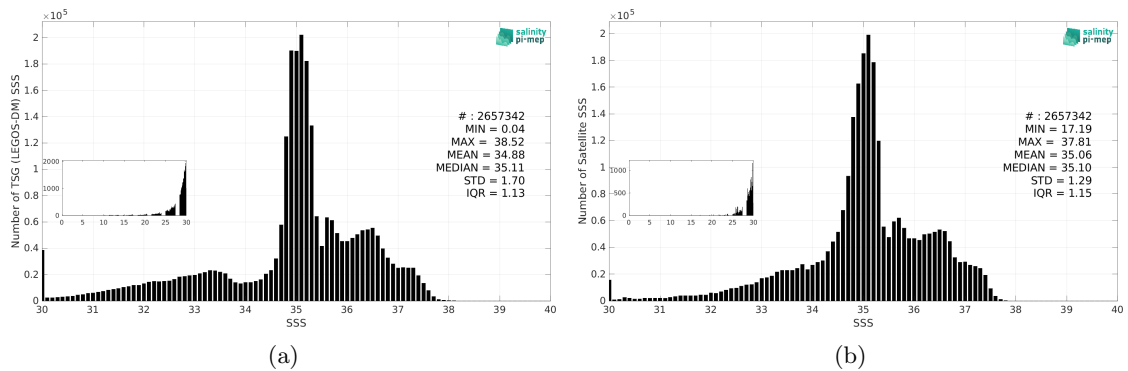 ×10⁵
2
1.8
1.6
1.4
1.2
1
0.8
0.6
0.4
0.2
0
Number of TSG (LEGOS-DM) SSS
salinity
pi-mep
# : 2657342
MIN = 0.04
MAX = 38.52
MEAN = 34.88
MEDIAN = 35.11
STD = 1.70
IQR = 1.13
2000
1000
0
0 5 10 15 20 25 30
30 31 32 33 34 35 36 37 38 39 40
SSS
(a)
×10⁵
2
1.8
1.6
1.4
1.2
1
0.8
0.6
0.4
0.2
0
Number of Satellite SSS
salinity
pi-mep
# : 2657342
MIN = 17.19
MAX = 37.81
MEAN = 35.06
MEDIAN = 35.10
STD = 1.29
IQR = 1.15
1000
500
0
0 5 10 15 20 25 30
30 31 32 33 34 35 36 37 38 39 40
SSS
(b)